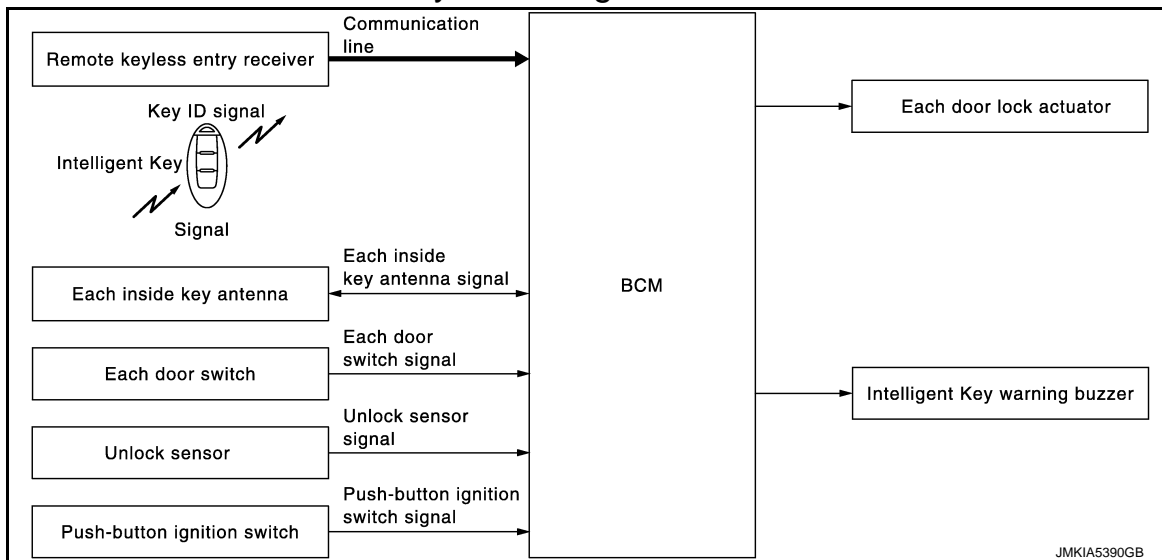 Communication
line
Remote keyless entry receiver
Key ID signal
Intelligent Key
Signal
Each inside
key antenna signal
Each inside key antenna
Each door
switch signal
Each door switch
Unlock sensor
signal
Unlock sensor
Push-button ignition
switch signal
Push-button ignition switch
BCM
Each door lock actuator
Intelligent Key warning buzzer
JMKIA5390GB